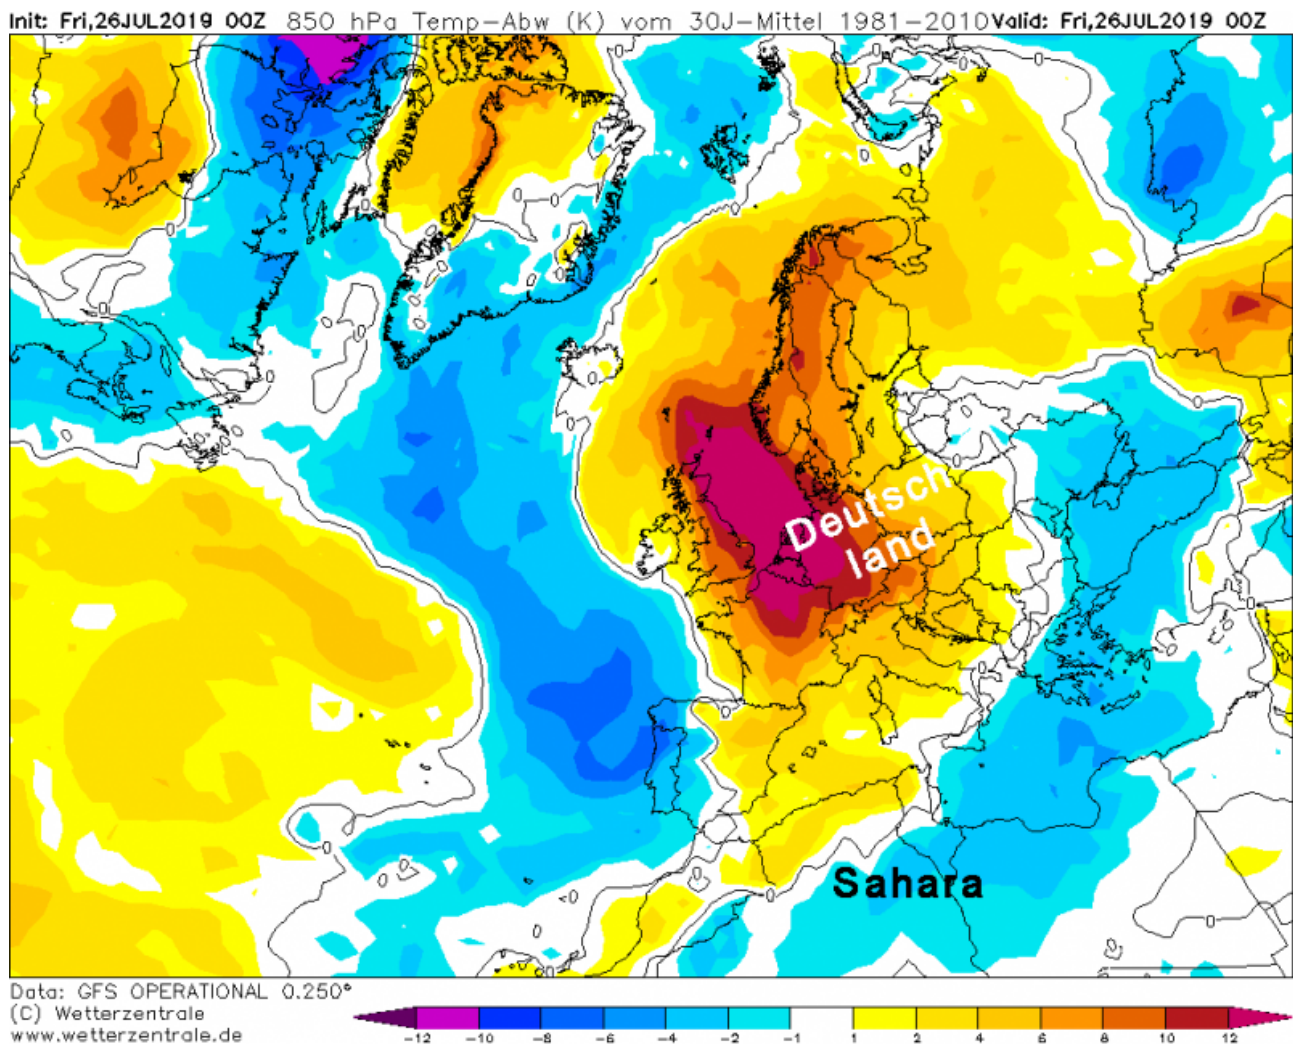 Init: Fri,26JUL2019 00Z 850 hPa Temp-Abw (K) vom 30J-Mittel 1981-2010 Valid: Fri,26JUL2019 00Z
Deutsch
land
Sahara
Data: GFS OPERATIONAL 0.250°
(C) Wetterzentrale
www.wetterzentrale.de
-12 -10 -8 -6 -4 -2 -1 1 2 4 6 8 10 12